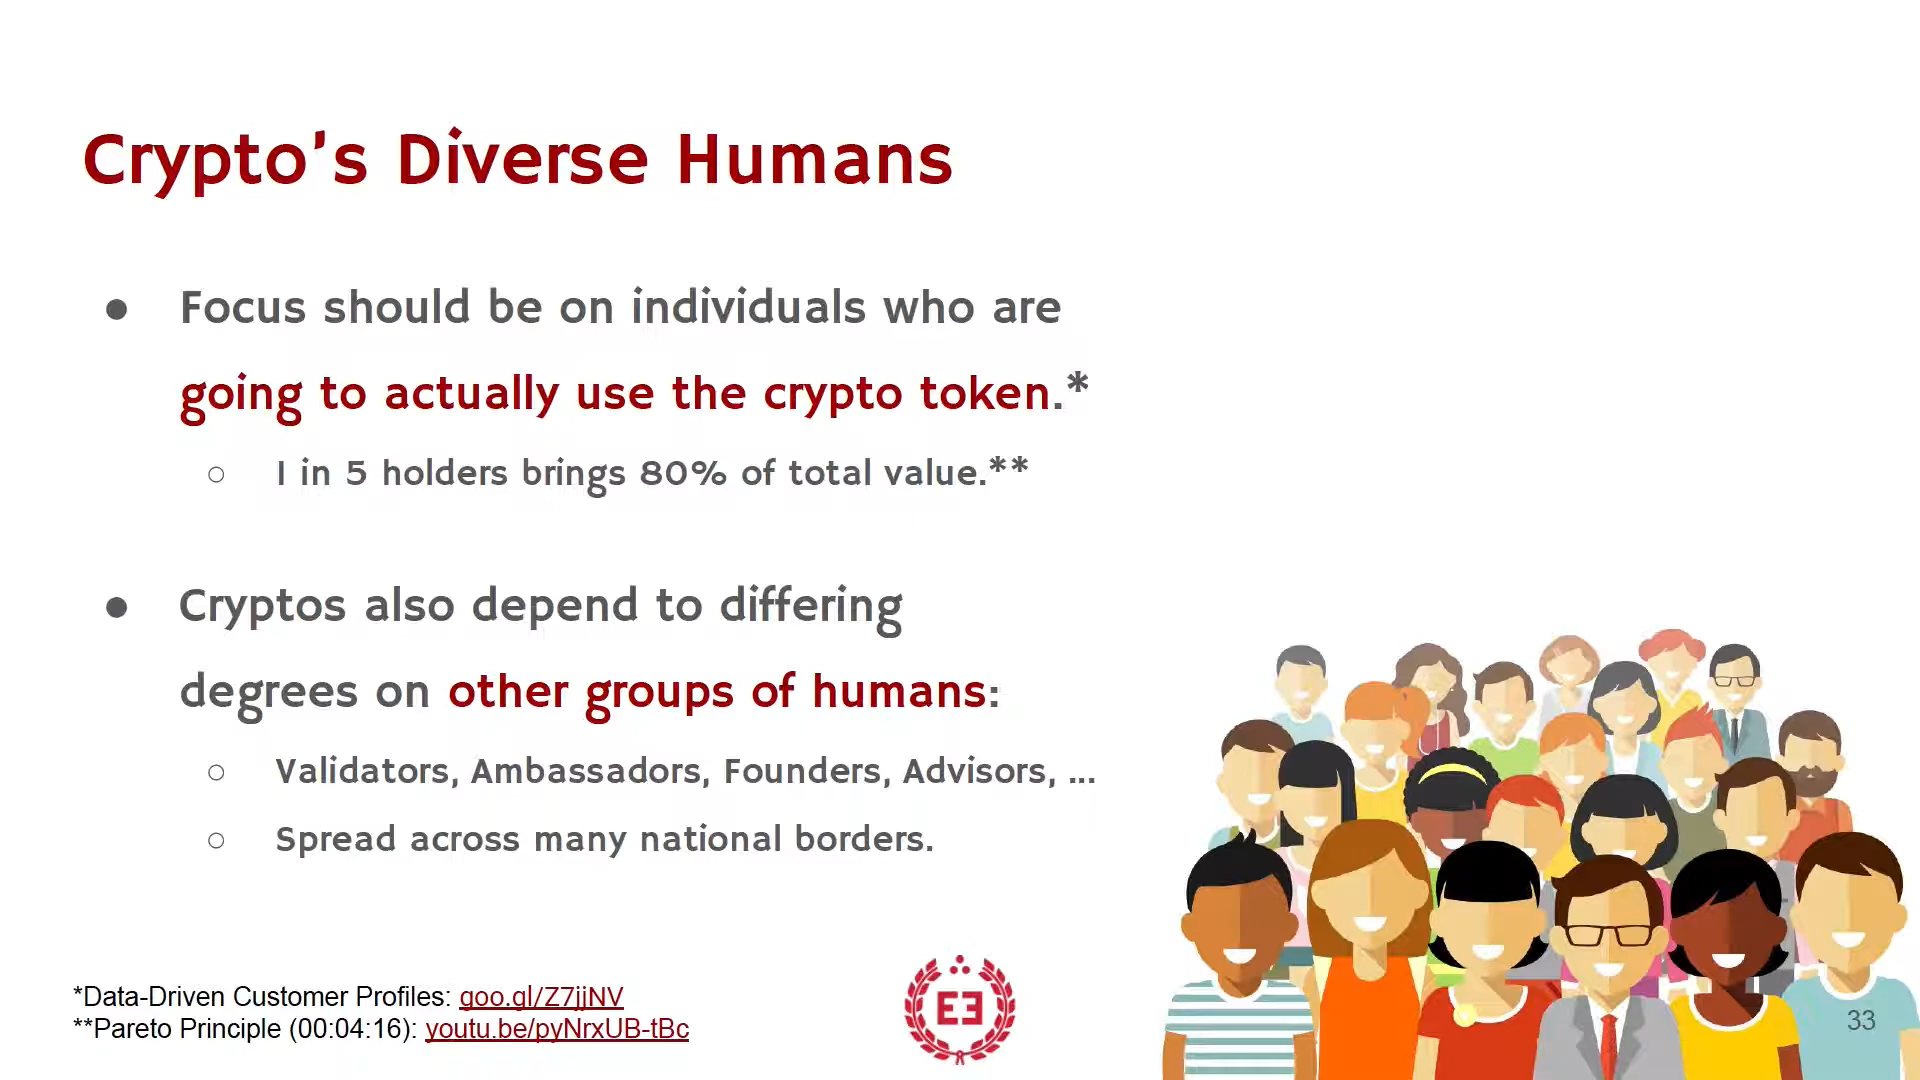 Crypto's Diverse Humans
● Focus should be on individuals who are
going to actually use the crypto token.*
○ 1 in 5 holders brings 80% of total value.**
● Cryptos also depend to differing
degrees on other groups of humans:
○ Validators, Ambassadors, Founders, Advisors, ...
○ Spread across many national borders.
*Data-Driven Customer Profiles: goo.gl/Z7jjNV
**Pareto Principle (00:04:16): youtu.be/pyNrxUB-tBc
E3
33